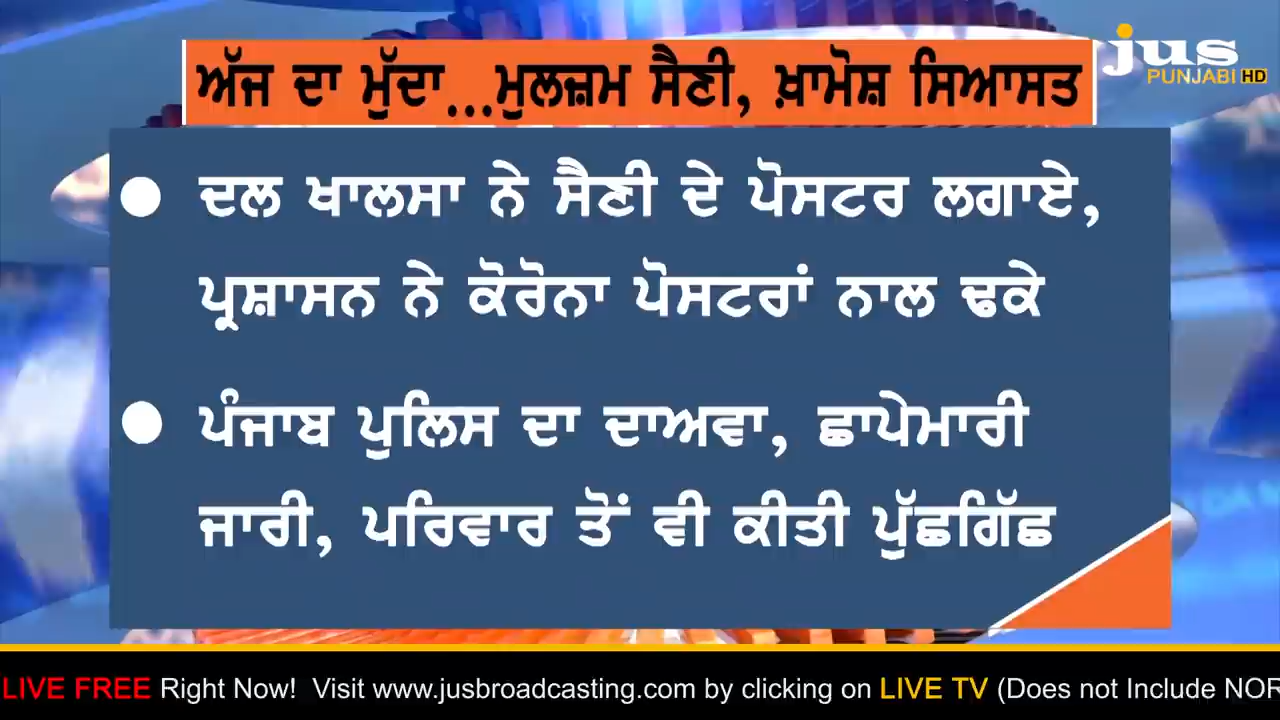 jus
PUNJABI HD
ਅੱਜ ਦਾ ਮੁੱਦਾ...ਮੁਲਜ਼ਮ ਸੈਣੀ, ਖ਼ਾਮੋਸ਼ ਸਿਆਸਤ
ਦਲ ਖਾਲਸਾ ਨੇ ਸੈਣੀ ਦੇ ਪੋਸਟਰ ਲਗਾਏ,
ਪ੍ਰਸ਼ਾਸਨ ਨੇ ਕੋਰੋਨਾ ਪੋਸਟਰਾਂ ਨਾਲ ਢਕੇ
ਪੰਜਾਬ ਪੁਲਿਸ ਦਾ ਦਾਅਵਾ, ਛਾਪੇਮਾਰੀ
ਜਾਰੀ, ਪਰਿਵਾਰ ਤੋਂ ਵੀ ਕੀਤੀ ਪੁੱਛਗਿੱਛ
LIVE FREE Right Now! Visit www.jusbroadcasting.com by clicking on LIVE TV (Does not Include NOR